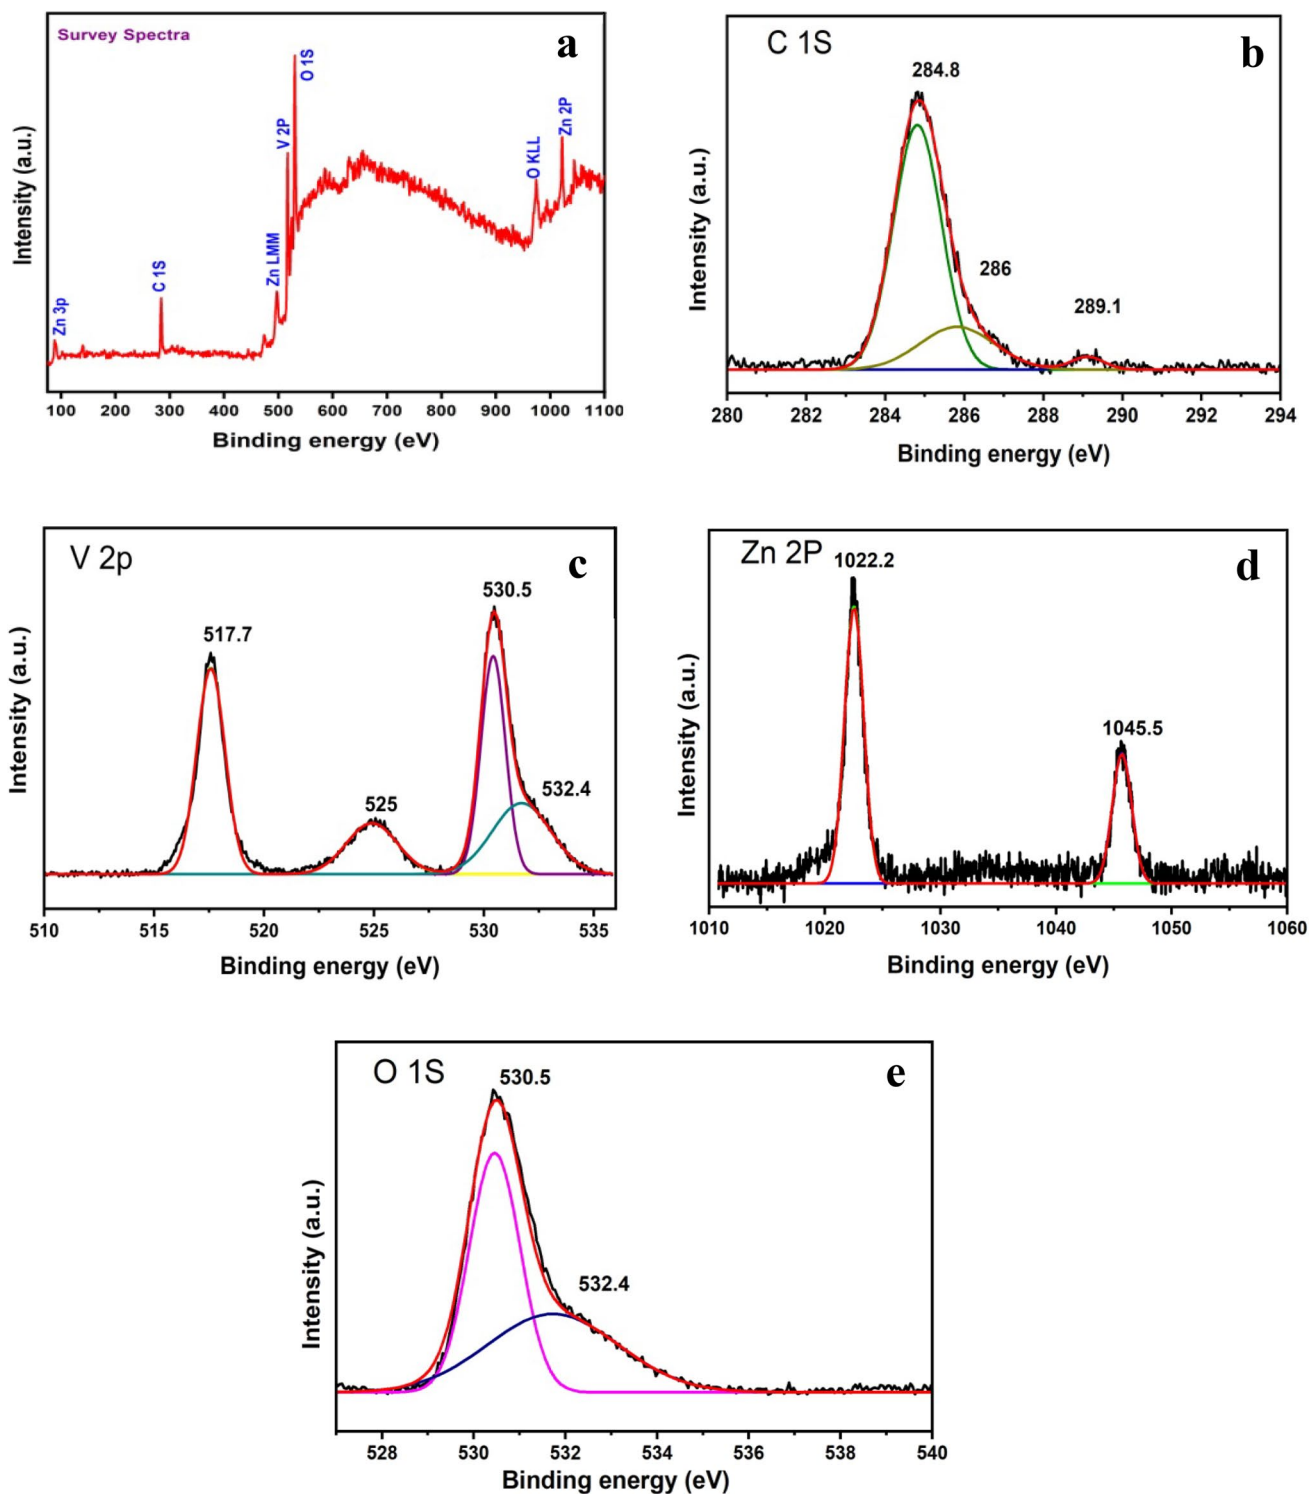 Survey Spectra
a
O 1S
V 2P
Zn 2P
O KLL
Zn LMM
C 1S
Zn 3p
Intensity (a.u.)
100 200 300 400 500 600 700 800 900 1000 1100
Binding energy (eV)
C 1S
b
284.8
286
289.1
Intensity (a.u.)
280 282 284 286 288 290 292 294
Binding energy (eV)
V 2p
c
517.7
525
530.5
532.4
Intensity (a.u.)
510 515 520 525 530 535
Binding energy (eV)
Zn 2P
d
1022.2
1045.5
Intensity (a.u.)
1010 1020 1030 1040 1050 1060
Binding energy (eV)
O 1S
e
530.5
532.4
Intensity (a.u.)
528 530 532 534 536 538 540
Binding energy (eV)